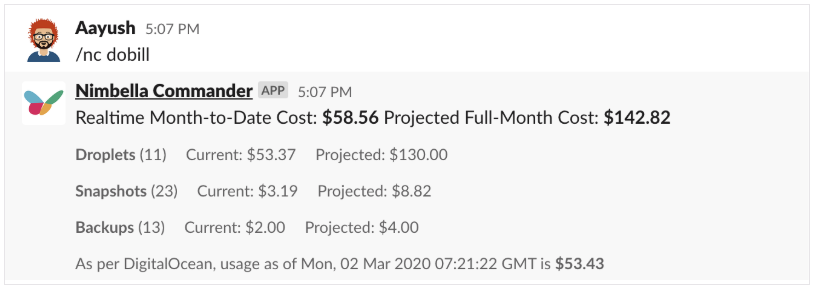 Aayush 5:07 PM
/nc dobill
Nimbella Commander APP 5:07 PM
Realtime Month-to-Date Cost: $58.56 Projected Full-Month Cost: $142.82
Droplets (11) Current: $53.37 Projected: $130.00
Snapshots (23) Current: $3.19 Projected: $8.82
Backups (13) Current: $2.00 Projected: $4.00
As per DigitalOcean, usage as of Mon, 02 Mar 2020 07:21:22 GMT is $53.43